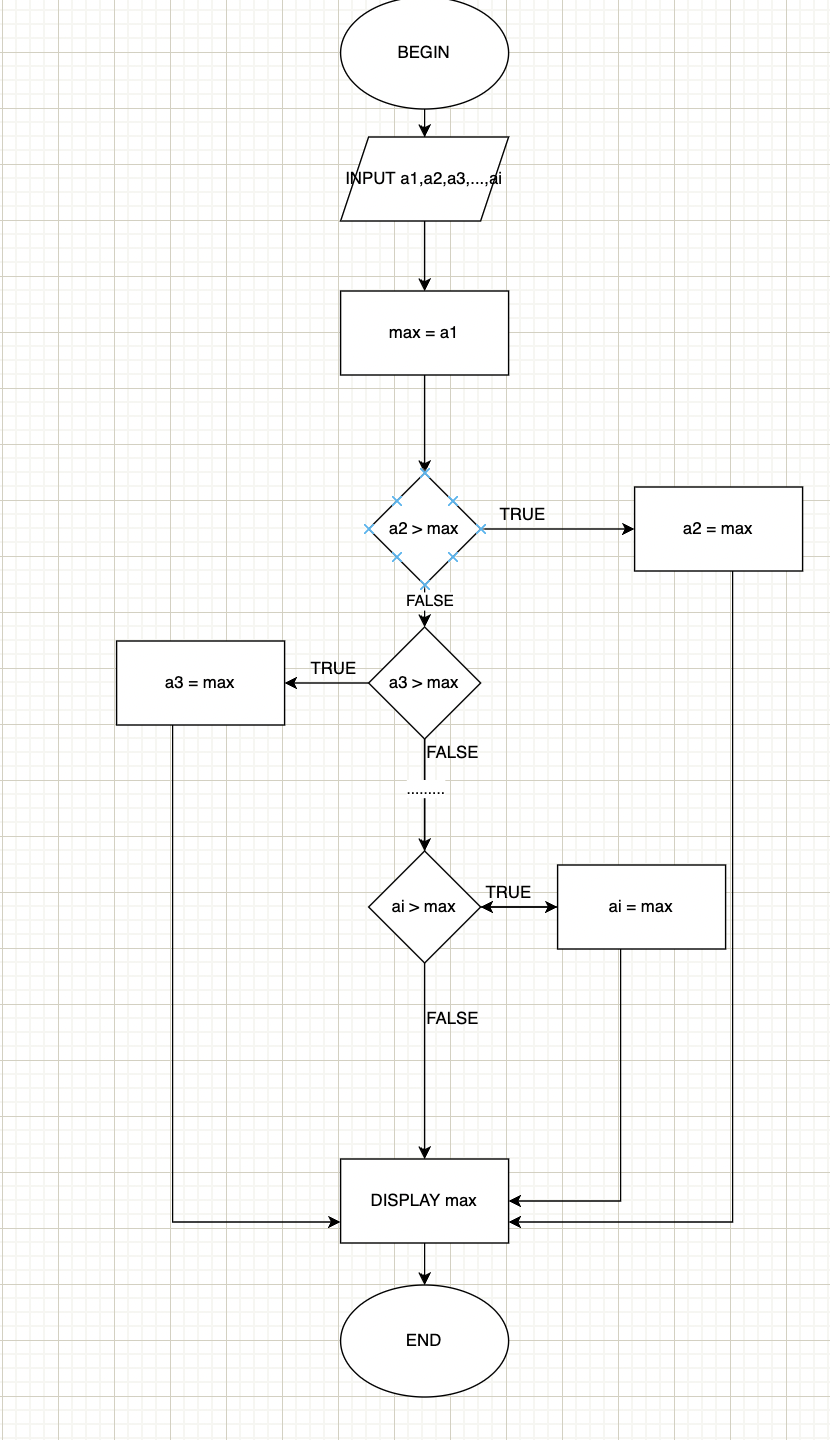 BEGIN
INPUT a1,a2,a3,...,ai
max = a1
a2 > max
TRUE
a2 = max
FALSE
a3 = max
TRUE
a3 > max
FALSE
.........
ai > max
TRUE
ai = max
FALSE
DISPLAY max
END